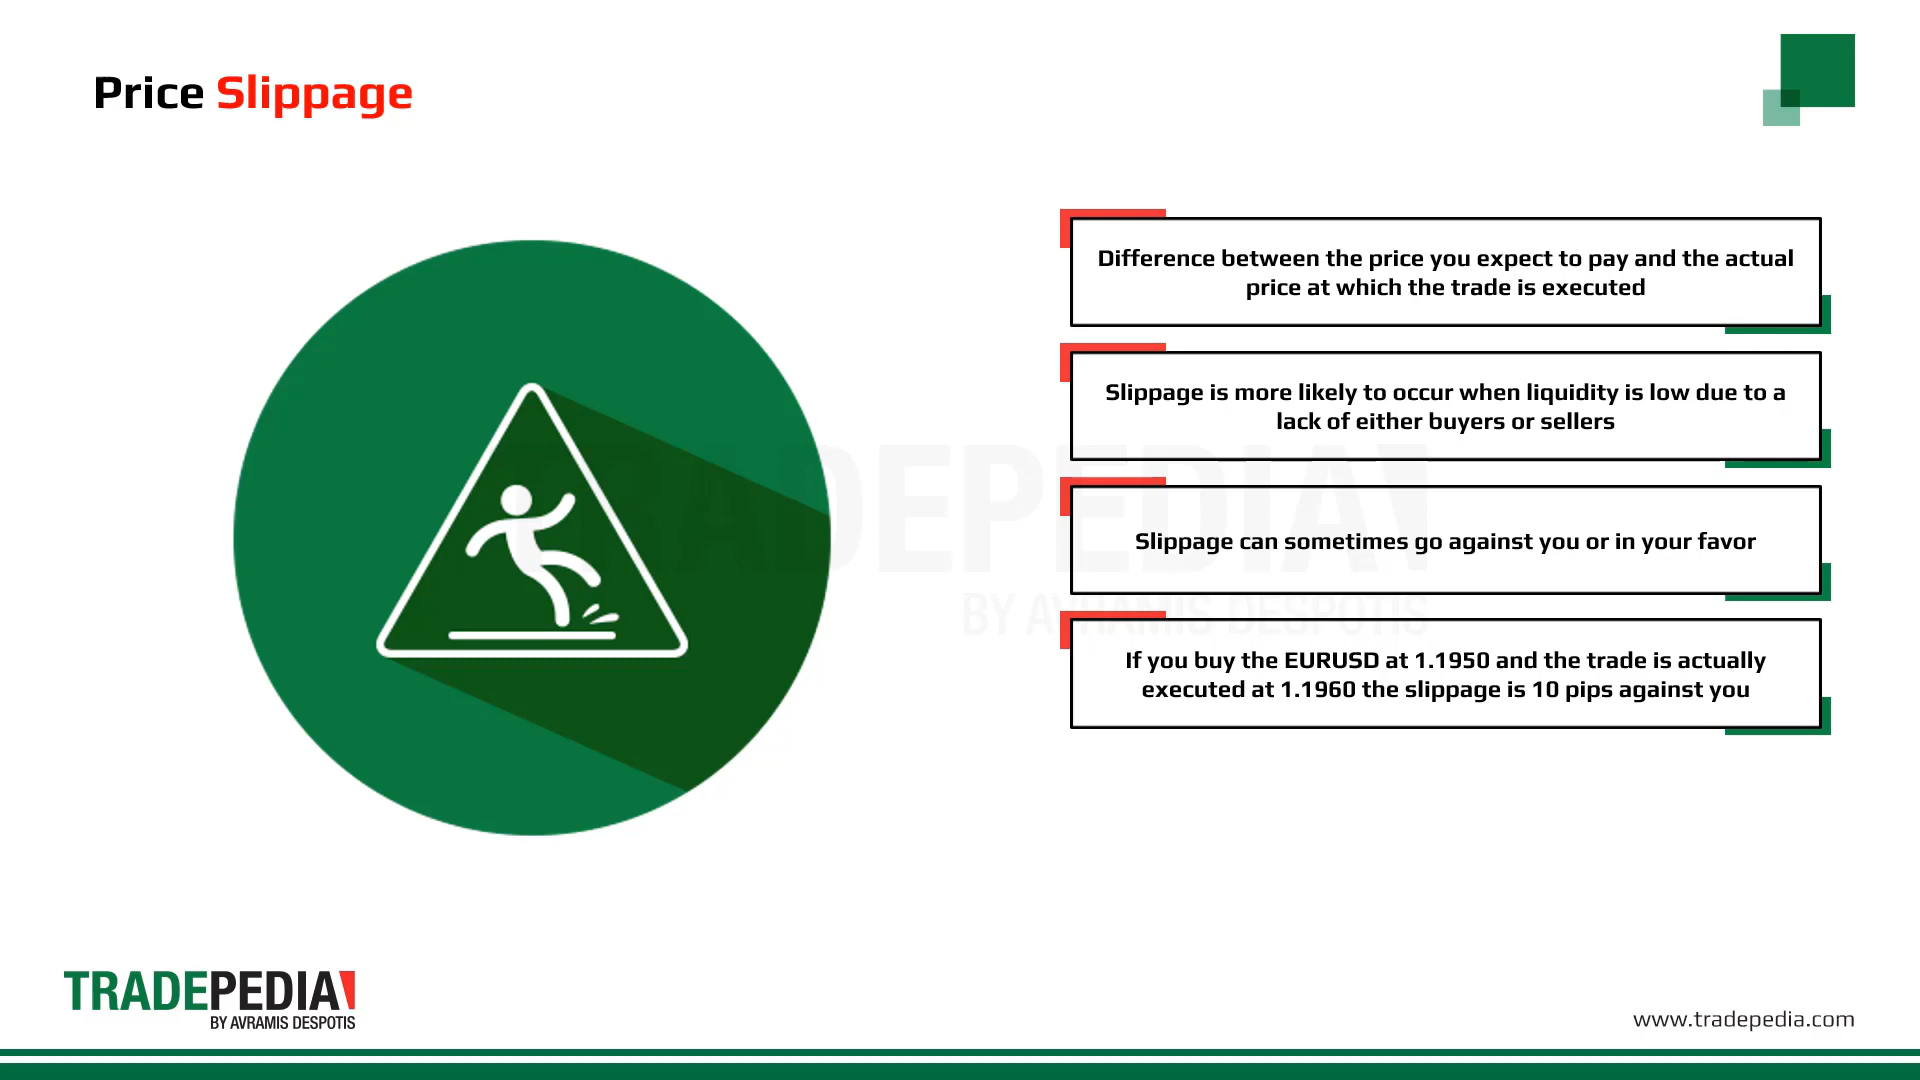 Price Slippage
Difference between the price you expect to pay and the actual
price at which the trade is executed
Slippage is more likely to occur when liquidity is low due to a
lack of either buyers or sellers
Slippage can sometimes go against you or in your favor
If you buy the EURUSD at 1.1950 and the trade is actually
executed at 1.1960 the slippage is 10 pips against you
TRADEPEDIA
BY AVRAMIS DESPOTIS
TRADEPEDIA
BY AVRAMIS DESPOTIS
www.tradepedia.com